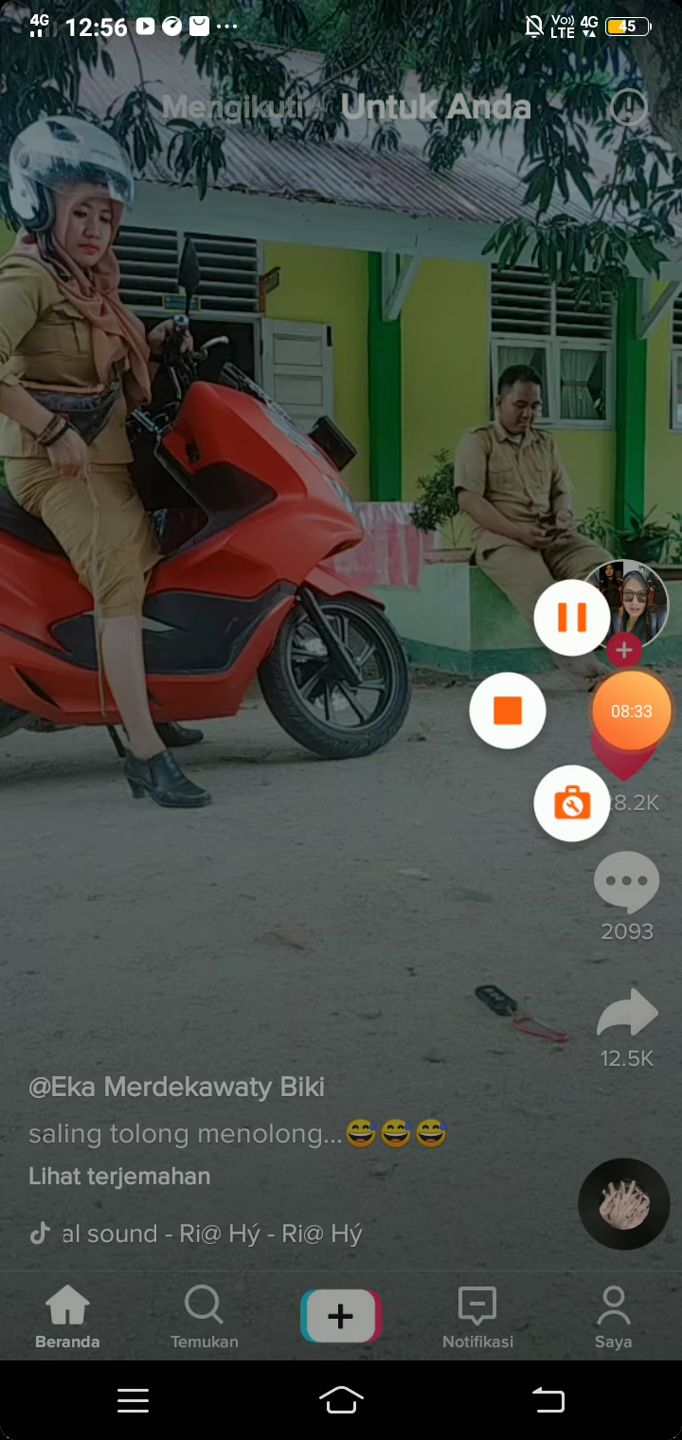 4G 12:56 Vo)) LTE 4G 45
Mengikuti Untuk Anda
08:33
8.2K
2093
12.5K
@Eka Merdekawaty Biki
saling tolong menolong...😅😅😅
Lihat terjemahan
al sound - Ri@ Hý - Ri@ Hý
Beranda Temukan Notifikasi Saya